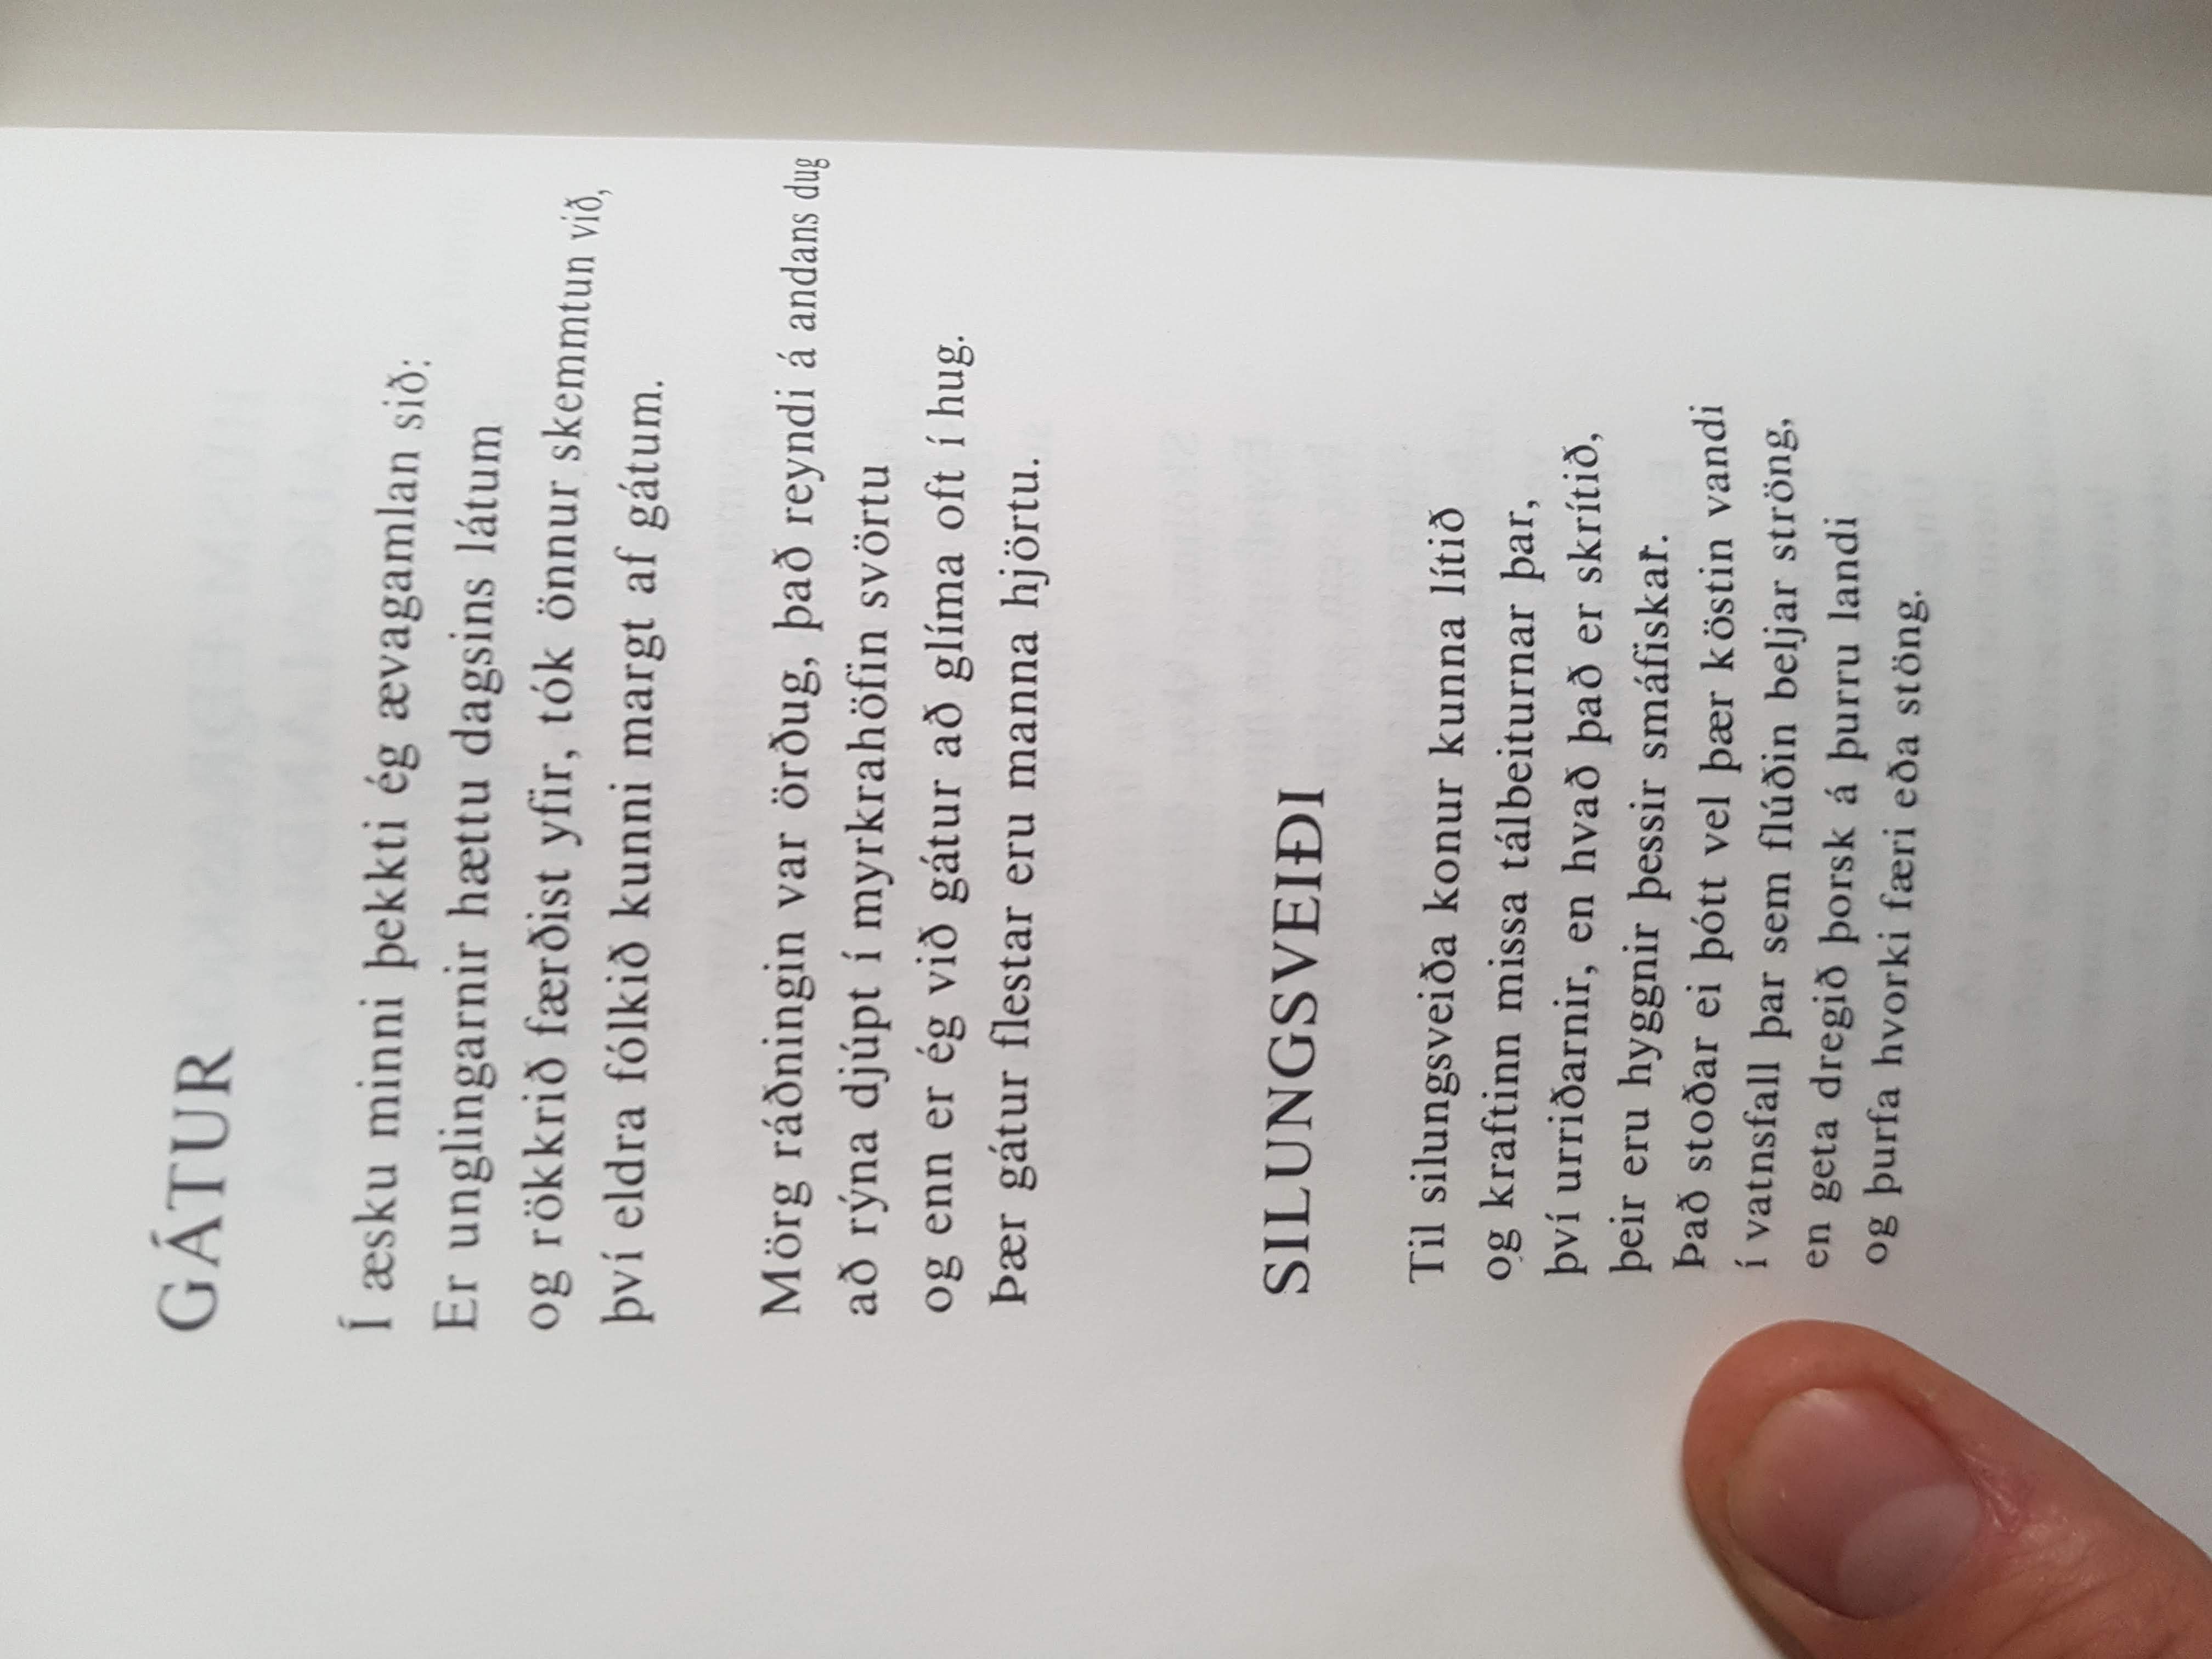 GÁTUR
Í æsku minni þekkti ég ævagamlan sið:
Er unglingarnir hættu dagsins látum
og rökkrið færðist yfir, tók önnur skemmtun við,
því eldra fólkið kunni margt af gátum.
Mörg ráðningin var örðug, það reyndi á andans dug
að rýna djúpt í myrkrahöfin svörtu
og enn er ég við gátur að glíma oft í hug.
Þær gátur flestar eru manna hjörtu.
SILUNGSVEIÐI
Til silungsveiða konur kunna lítið
og kraftinn missa tálbeiturnar þar,
því urriðarnir, en hvað það er skrítið,
þeir eru hyggnir þessir smáfiskar.
Það stoðar ei þótt vel þær köstin vandi
í vatnsfall þar sem flúðin beljar ströng,
en geta dregið þorsk á þurru landi
og þurfa hvorki færi eða stöng.